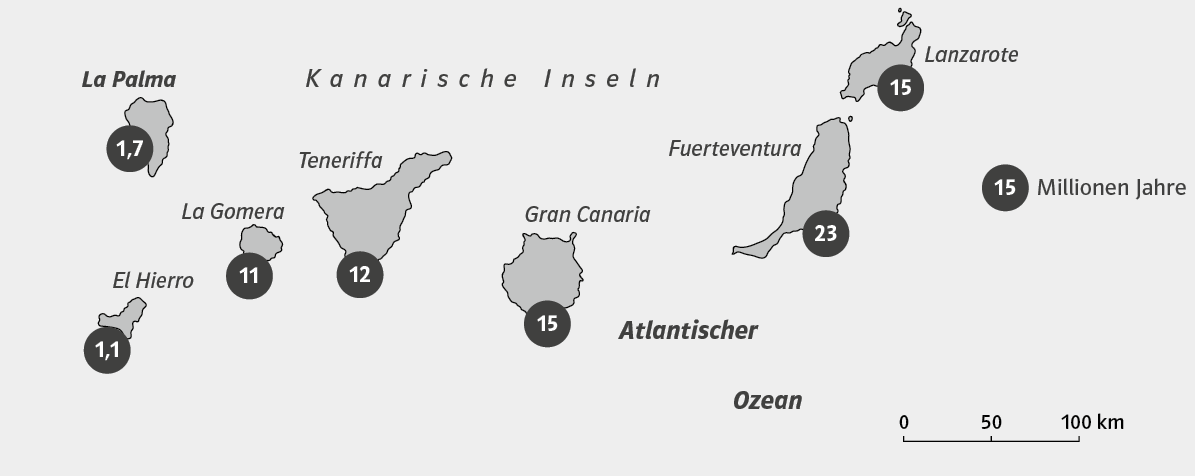 Lanzarote
15
La Palma
Kanarische Inseln
1,7
Teneriffa
Fuerteventura
15 Millionen Jahre
La Gomera
Gran Canaria
23
11
12
El Hierro
15
Atlantischer
1,1
Ozean
0 50 100 km